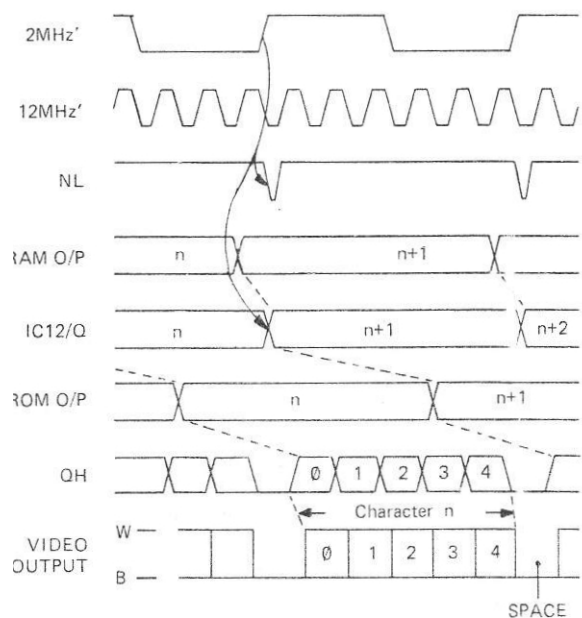 2MHz'
12MHz'
NL
RAM O/P n n+1
IC12/Q n n+1 n+2
ROM O/P n n+1
QH Ø 1 2 3 4
Character n
VIDEO OUTPUT W B Ø 1 2 3 4
SPACE